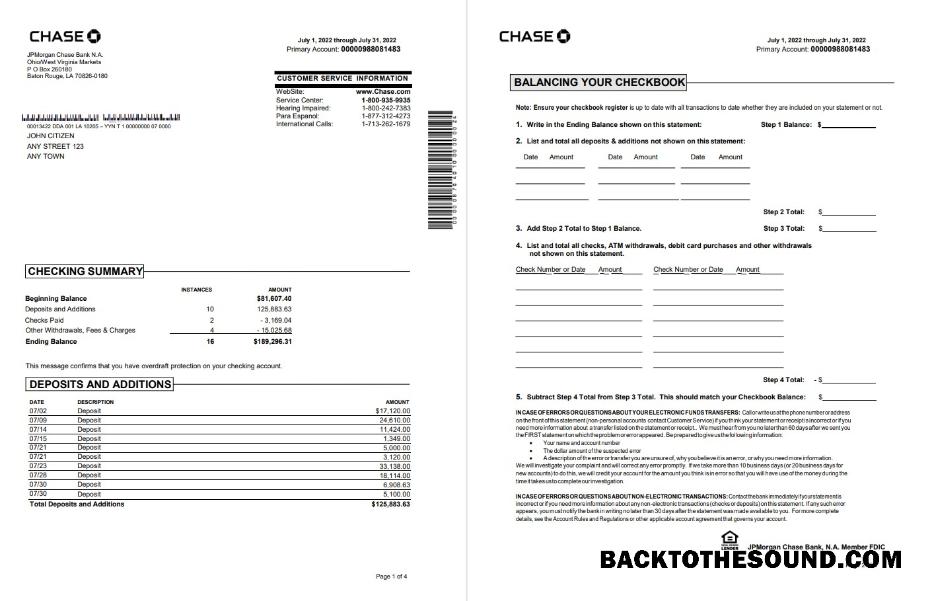 CHASE
July 1, 2022 through July 31, 2022
Primary Account: 00000988081483
JPMorgan Chase Bank N.A.
Ohio/West Virginia Markets
P O Box 260180
Baton Rouge, LA 70826-0180
CUSTOMER SERVICE INFORMATION
WebSite: www.Chase.com
Service Center: 1-800-935-9935
Hearing Impaired: 1-800-242-7383
Para Espanol: 1-877-312-4273
International Calls: 1-713-262-1679
00013422 DDA 001 LA 10205 – YYN T 1 000000000 07 0000
JOHN CITIZEN
ANY STREET 123
ANY TOWN
CHECKING SUMMARY
INSTANCES AMOUNT
Beginning Balance $81,607.40
Deposits and Additions 10 125,883.63
Checks Paid 2 - 3,169.04
Other Withdrawals, Fees & Charges 4 - 15,025.68
Ending Balance 16 $189,296.31
This message confirms that you have overdraft protection on your checking account.
DEPOSITS AND ADDITIONS
DATE DESCRIPTION AMOUNT
07/02 Deposit $17,120.00
07/09 Deposit 24,610.00
07/14 Deposit 11,424.00
07/15 Deposit 1,349.00
07/21 Deposit 5,000.00
07/21 Deposit 3,120.00
07/23 Deposit 33,138.00
07/28 Deposit 18,114.00
07/30 Deposit 6,908.63
07/30 Deposit 5,100.00
Total Deposits and Additions $125,883.63
Page 1 of 4
CHASE
July 1, 2022 through July 31, 2022
Primary Account: 00000988081483
BALANCING YOUR CHECKBOOK
Note: Ensure your checkbook register is up to date with all transactions to date whether they are included on your statement or not.
1. Write in the Ending Balance shown on this statement: Step 1 Balance: $
2. List and total all deposits & additions not shown on this statement:
Date Amount Date Amount Date Amount
Step 2 Total: $
3. Add Step 2 Total to Step 1 Balance. Step 3 Total: $
4. List and total all checks, ATM withdrawals, debit card purchases and other withdrawals
not shown on this statement.
Check Number or Date Amount Check Number or Date Amount
Step 4 Total: - $
5. Subtract Step 4 Total from Step 3 Total. This should match your Checkbook Balance: $
IN CASE OF ERRORS OR QUESTIONS ABOUT YOUR ELECTRONIC FUNDS TRANSFERS: Call or write us at the phone number or address
on the front of this statement (non-personal accounts contact Customer Service) if you think your statement or receipt is incorrect or if you
need more information about a transfer listed on the statement or receipt. We must hear from you no later than 60 days after we sent you
the FIRST statement on which the problem or error appeared. Be prepared to give us the following information:
• Your name and account number
• The dollar amount of the suspected error
• A description of the error or transfer you are unsure of, why you believe it is an error, or why you need more information.
We will investigate your complaint and will correct any error promptly. If we take more than 10 business days (or 20 business days for
new accounts) to do this, we will credit your account for the amount you think is in error so that you will have use of the money during the
time it takes us to complete our investigation.
IN CASE OF ERRORS OR QUESTIONS ABOUT NON-ELECTRONIC TRANSACTIONS: Contact the bank immediately if your statement is
incorrect or if you need more information about any non-electronic transactions (checks or deposits) on this statement. If any such error
appears, you must notify the bank in writing no later than 30 days after the statement was made available to you. For more complete
details, see the Account Rules and Regulations or other applicable account agreement that governs your account.
LENDER
JPMorgan Chase Bank, N.A. Member FDIC
BACKTOTHESOUND.COM